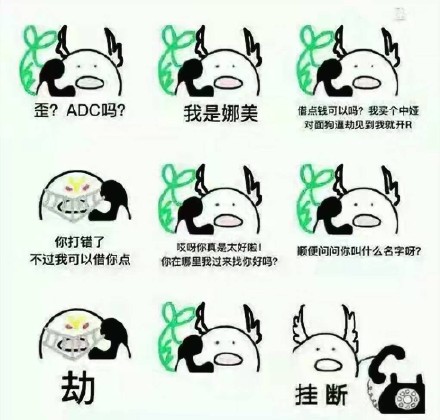 歪？ADC吗？
我是娜美
借点钱可以吗？我买个中娅
对面狗逼劫见到我就开R
你打错了
不过我可以借你点
哎呀你真是太好啦！
你在哪里我过来找你好吗？
顺便问问你叫什么名字呀？
劫
挂断